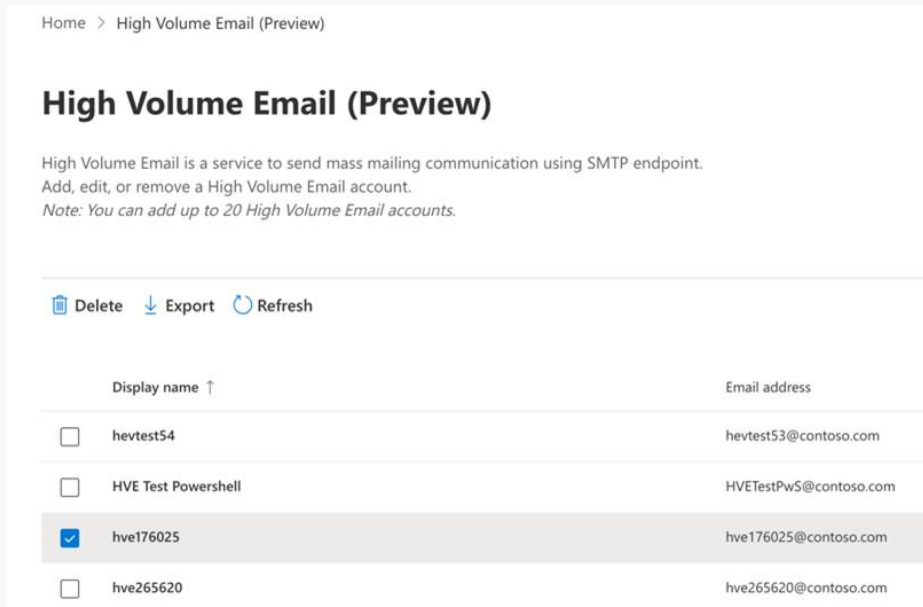 Home > High Volume Email (Preview)
High Volume Email (Preview)
High Volume Email is a service to send mass mailing communication using SMTP endpoint.
Add, edit, or remove a High Volume Email account.
Note: You can add up to 20 High Volume Email accounts.
Delete Export Refresh
Display name ↑ Email address
hevtest54 hevtest53@contoso.com
HVE Test Powershell HVETestPwS@contoso.com
hve176025 hve176025@contoso.com
hve265620 hve265620@contoso.com